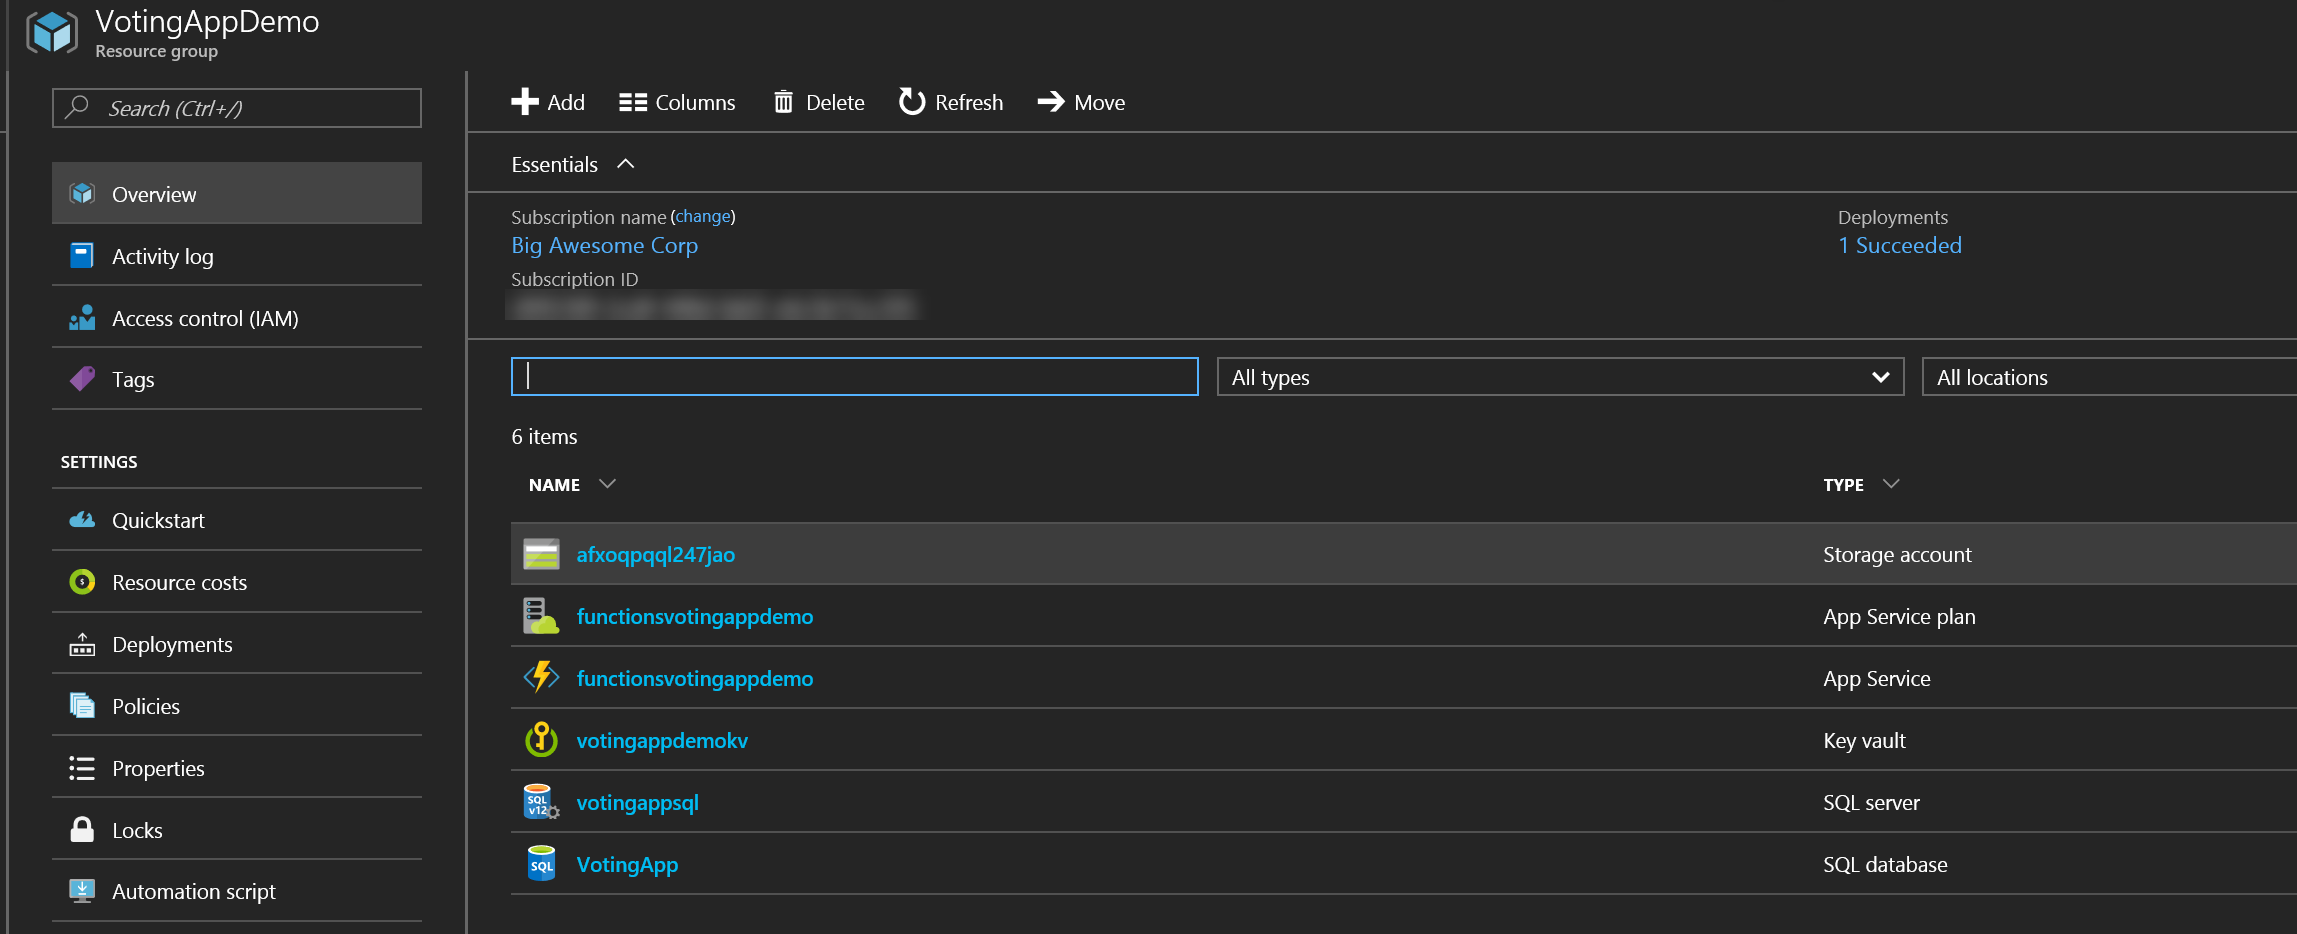 VotingAppDemo
Resource group
Search (Ctrl+/)
Overview
Activity log
Access control (IAM)
Tags
SETTINGS
Quickstart
Resource costs
Deployments
Policies
Properties
Locks
Automation script
Add Columns Delete Refresh Move
Essentials
Subscription name (change)
Big Awesome Corp
Subscription ID
Deployments
1 Succeeded
All types
All locations
6 items
NAME TYPE
afxoqpqql247jao Storage account
functionsvotingappdemo App Service plan
functionsvotingappdemo App Service
votingappdemokv Key vault
SQL v12 votingappsql SQL server
SQL VotingApp SQL database